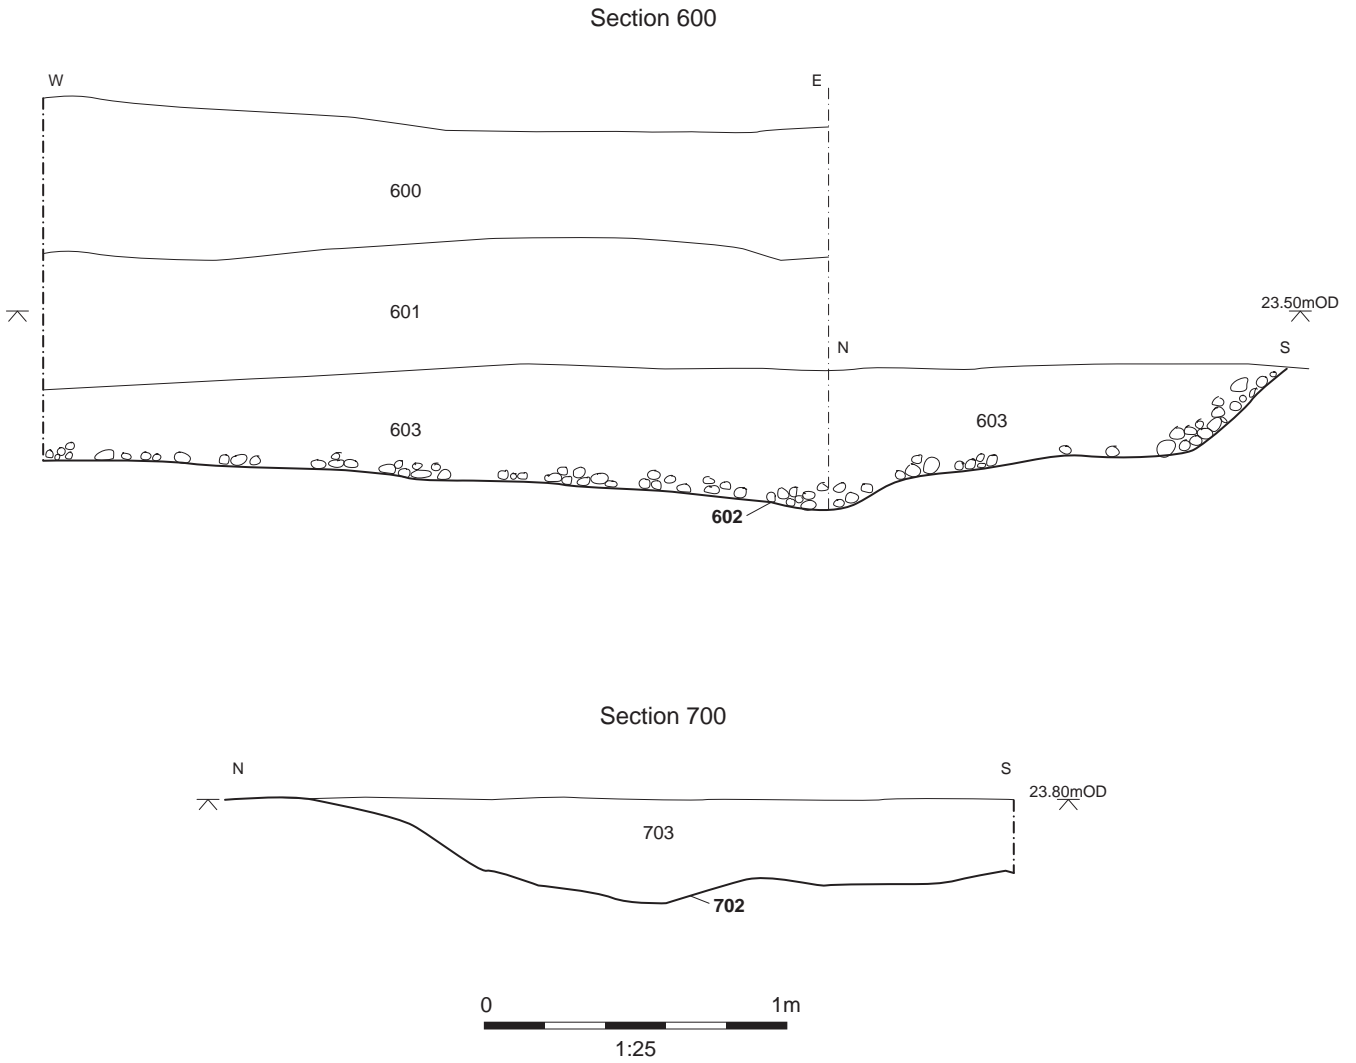 Section 600
W
E
600
601
23.50mOD
N
S
603
603
602
Section 700
N
S
23.80mOD
703
702
0
1m
1:25